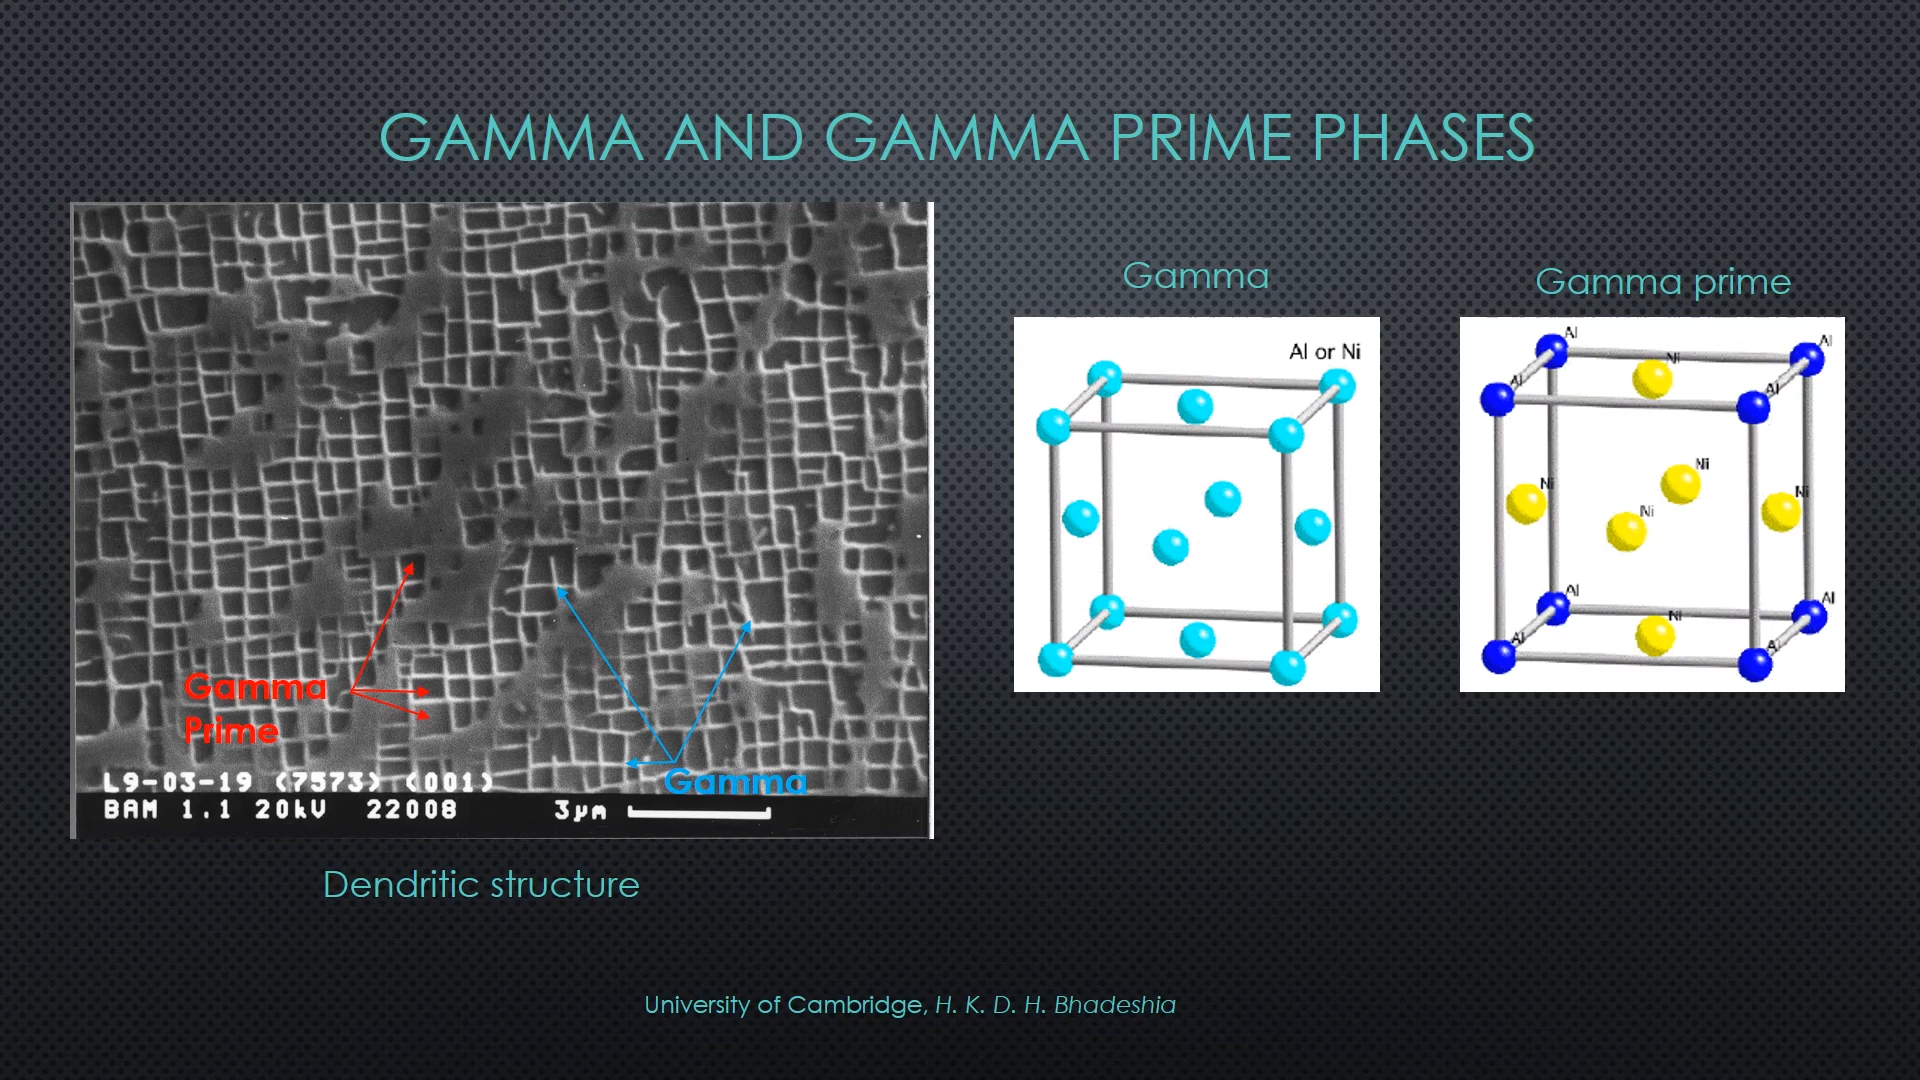 GAMMA AND GAMMA PRIME PHASES
Gamma
Prime
Gamma
L9-03-19 (7573) (001)
BAM 1.1 20kV 22008 3µm
Dendritic structure
Gamma
Al or Ni
Gamma prime
Al
Al
Ni
Al
Al
Ni
Ni
Ni
Ni
Al
Al
Ni
Al
Al
University of Cambridge, H. K. D. H. Bhadeshia